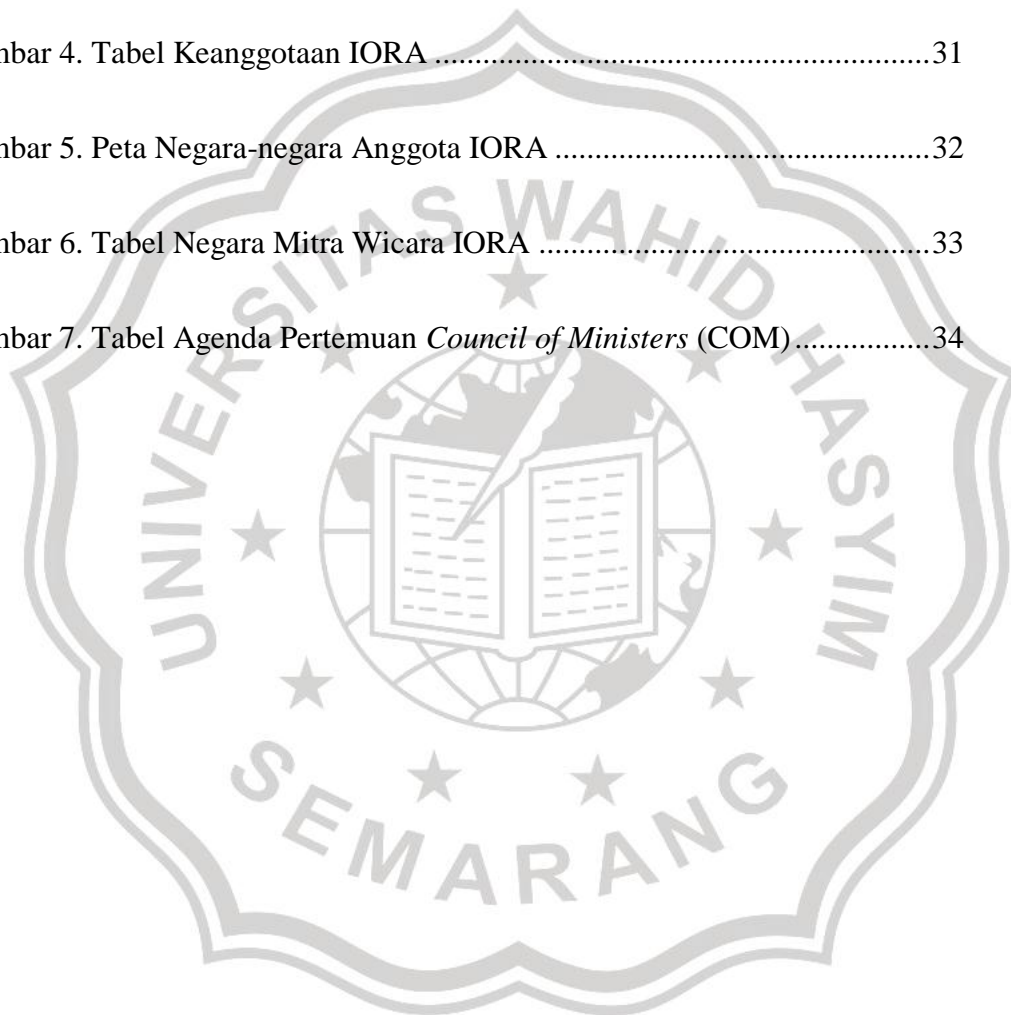 mbar 4. Tabel Keanggotaan IORA ..............................................................31
mbar 5. Peta Negara-negara Anggota IORA ...............................................32
mbar 6. Tabel Negara Mitra Wicara IORA .................................................33
mbar 7. Tabel Agenda Pertemuan Council of Ministers (COM).................34
UNIVERSITAS WAHID HASYIM
SEMARANG